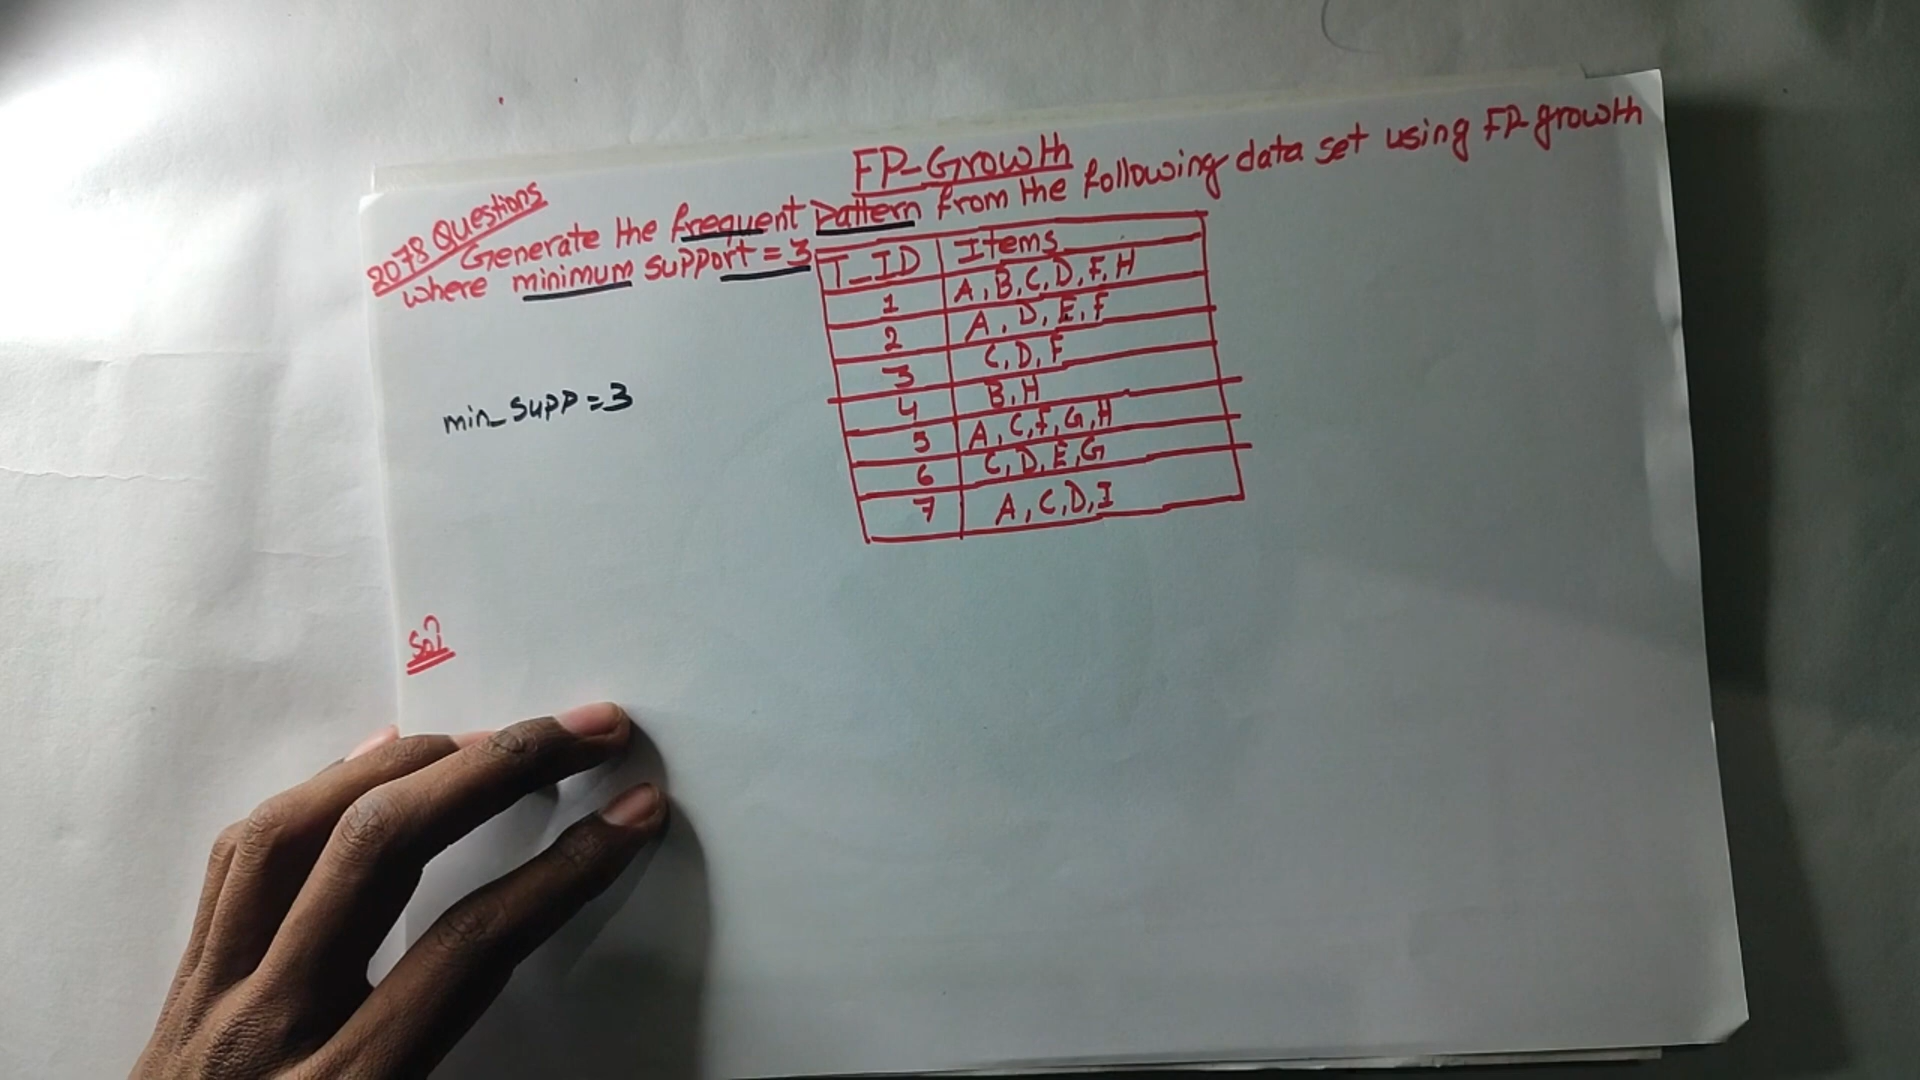 FP-Growth
2078 Questions
Generate the frequent pattern from the following data set using FP-growth
where minimum support = 3
T_ID Items
1 A, B, C, D, F, H
2 A, D, E, F
3 C, D, F
4 B, H
5 A, C, F, G, H
6 C, D, E, G
7 A, C, D, I
min_supp = 3